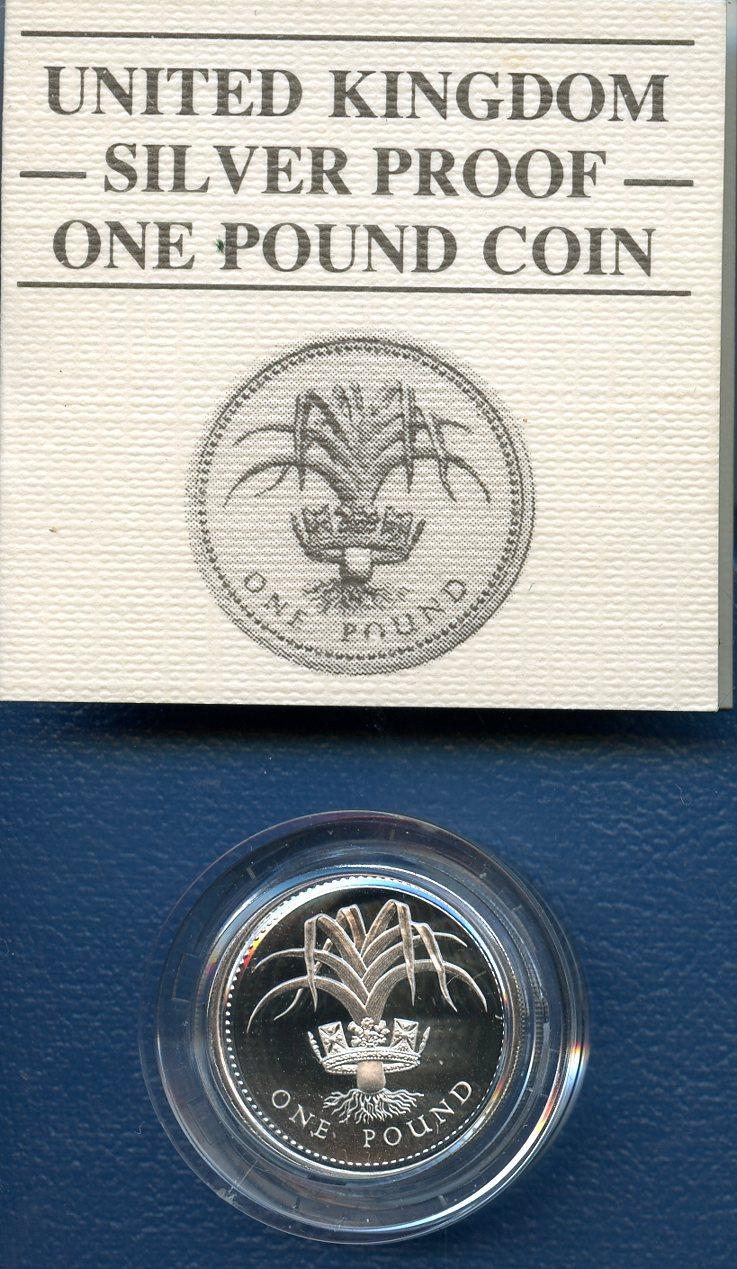 UNITED KINGDOM
— SILVER PROOF —
ONE POUND COIN
ONE POUND
ONE POUND